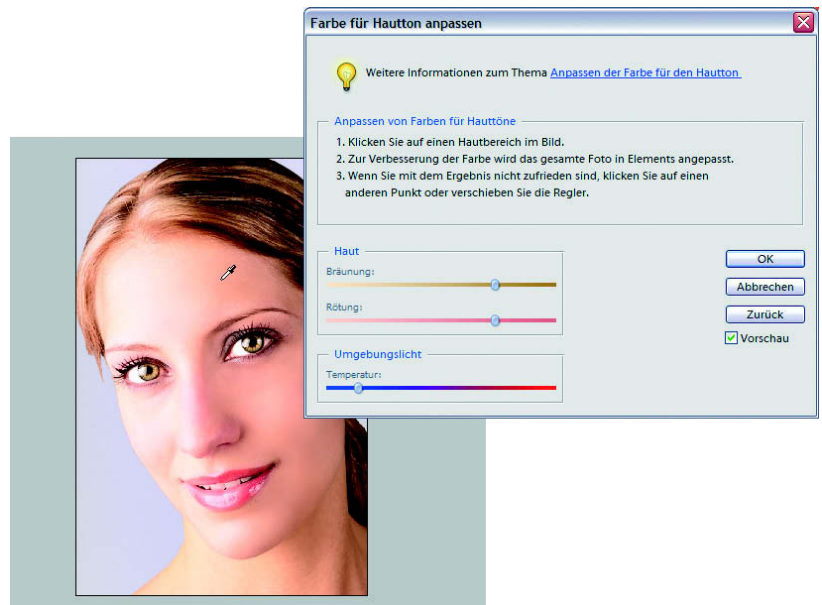 Farbe für Hautton anpassen
Weitere Informationen zum Thema Anpassen der Farbe für den Hautton
Anpassen von Farben für Hauttöne
1. Klicken Sie auf einen Hautbereich im Bild.
2. Zur Verbesserung der Farbe wird das gesamte Foto in Elements angepasst.
3. Wenn Sie mit dem Ergebnis nicht zufrieden sind, klicken Sie auf einen
anderen Punkt oder verschieben Sie die Regler.
Haut
Bräunung:
Rötung:
Umgebungslicht
Temperatur:
OK
Abbrechen
Zurück
Vorschau